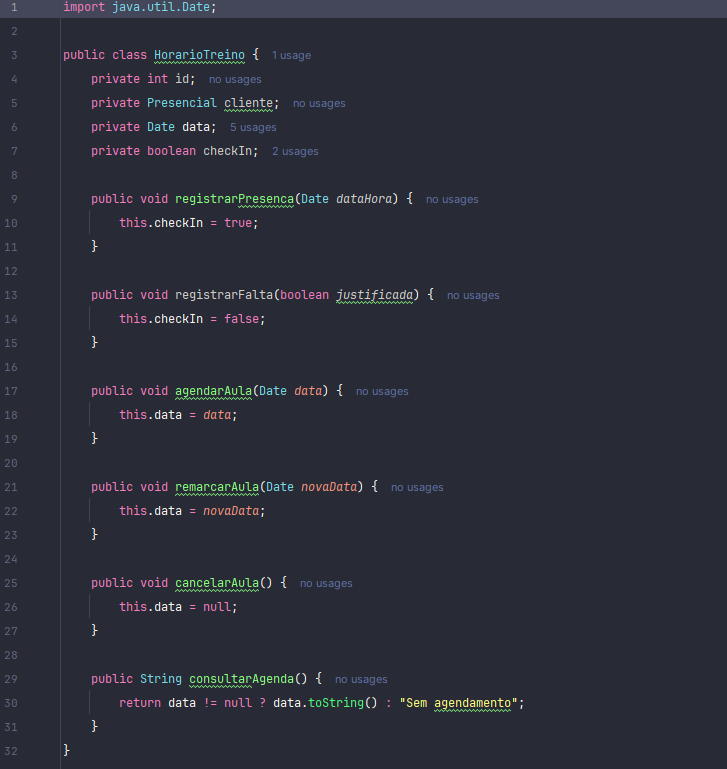 1 import java.util.Date;
2
3 public class HorarioTreino { 1 usage
4 private int id; no usages
5 private Presencial cliente; no usages
6 private Date data; 5 usages
7 private boolean checkIn; 2 usages
8
9 public void registrarPresenca(Date dataHora) { no usages
10 this.checkIn = true;
11 }
12
13 public void registrarFalta(boolean justificada) { no usages
14 this.checkIn = false;
15 }
16
17 public void agendarAula(Date data) { no usages
18 this.data = data;
19 }
20
21 public void remarcarAula(Date novaData) { no usages
22 this.data = novaData;
23 }
24
25 public void cancelarAula() { no usages
26 this.data = null;
27 }
28
29 public String consultarAgenda() { no usages
30 return data != null ? data.toString() : "Sem agendamento";
31 }
32 }